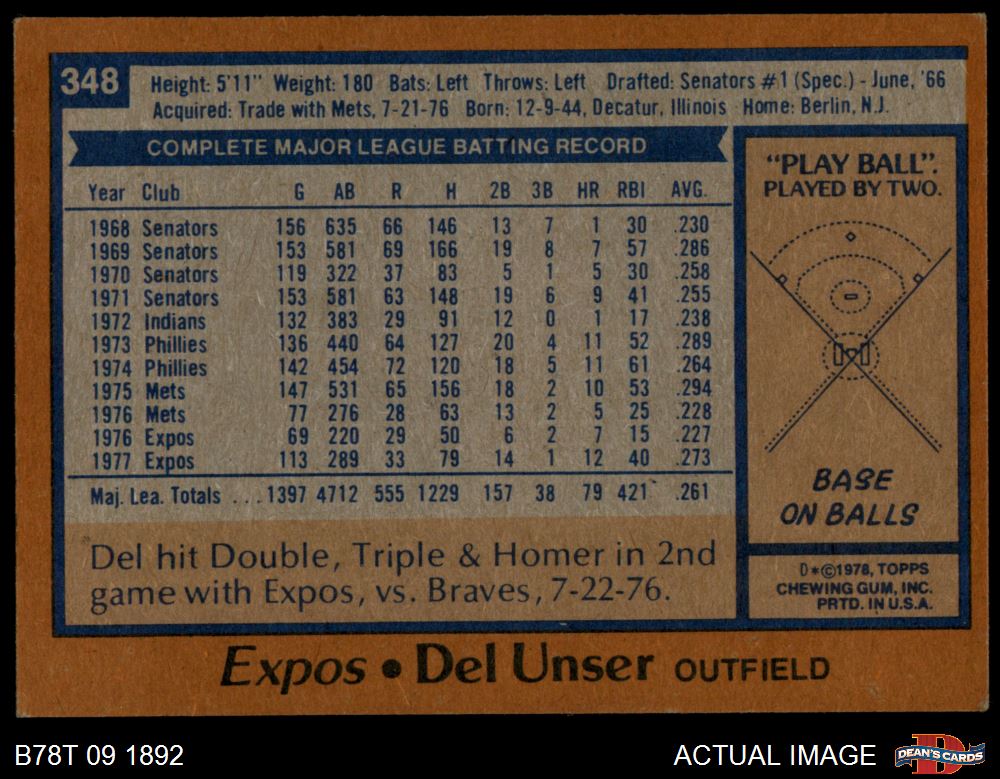 348
Height: 5'11" Weight: 180 Bats: Left Throws: Left Drafted: Senators #1 (Spec.) - June, '66
Acquired: Trade with Mets, 7-21-76 Born: 12-9-44, Decatur, Illinois Home: Berlin, N.J.
COMPLETE MAJOR LEAGUE BATTING RECORD
Year Club G AB R H 2B 3B HR RBI AVG.
1968 Senators 156 635 66 146 13 7 1 30 .230
1969 Senators 153 581 69 166 19 8 7 57 .286
1970 Senators 119 322 37 83 5 1 5 30 .258
1971 Senators 153 581 63 148 19 6 9 41 .255
1972 Indians 132 383 29 91 12 0 1 17 .238
1973 Phillies 136 440 64 127 20 4 11 52 .289
1974 Phillies 142 454 72 120 18 5 11 61 .264
1975 Mets 147 531 65 156 18 2 10 53 .294
1976 Mets 77 276 28 63 13 2 5 25 .228
1976 Expos 69 220 29 50 6 2 7 15 .227
1977 Expos 113 289 33 79 14 1 12 40 .273
Maj. Lea. Totals ...1397 4712 555 1229 157 38 79 421 .261
Del hit Double, Triple & Homer in 2nd
game with Expos, vs. Braves, 7-22-76.
"PLAY BALL".
PLAYED BY TWO.
BASE
ON BALLS
D*©1978, TOPPS
CHEWING GUM, INC.
PRTD. IN U.S.A.
Expos • Del Unser OUTFIELD
B78T 09 1892
ACTUAL IMAGE
DEAN'S CARDS